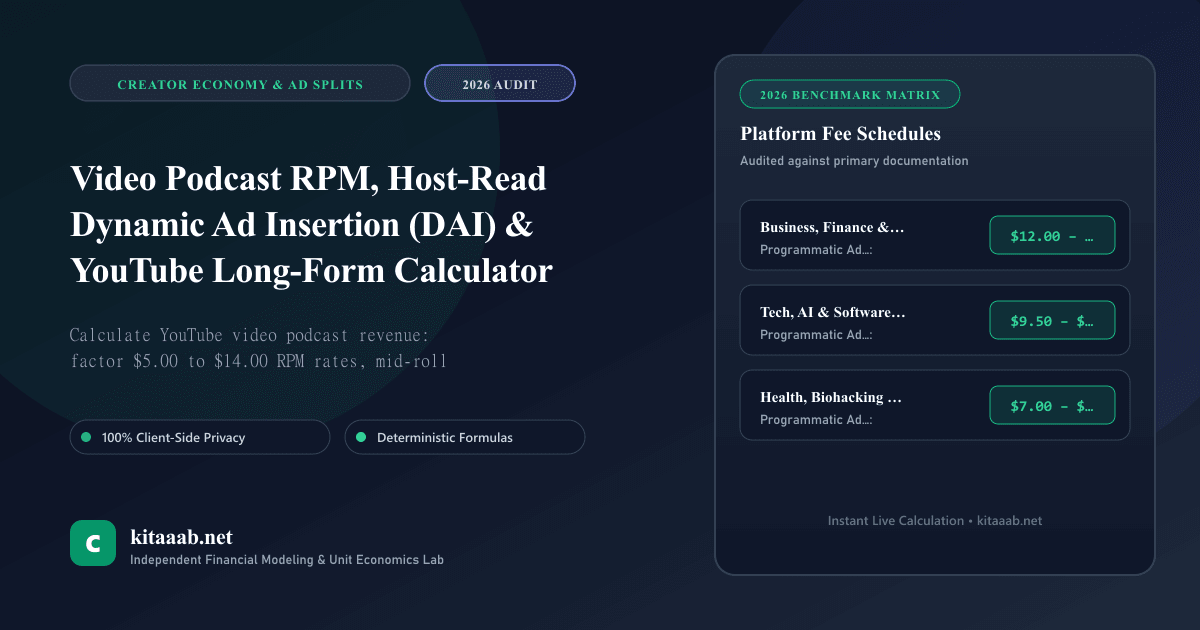 CREATOR ECONOMY & AD SPLITS
2026 AUDIT
Video Podcast RPM, Host-Read
Dynamic Ad Insertion (DAI) &
YouTube Long-Form Calculator
Calculate YouTube video podcast revenue:
factor $5.00 to $14.00 RPM rates, mid-roll
100% Client-Side Privacy
Deterministic Formulas
C
kitaaab.net
Independent Financial Modeling & Unit Economics Lab
2026 BENCHMARK MATRIX
Platform Fee Schedules
Audited against primary documentation
Business, Finance &…
Programmatic Ad…:
$12.00 – …
Tech, AI & Software…
Programmatic Ad…:
$9.50 – $…
Health, Biohacking …
Programmatic Ad…:
$7.00 – $…
Instant Live Calculation • kitaaab.net